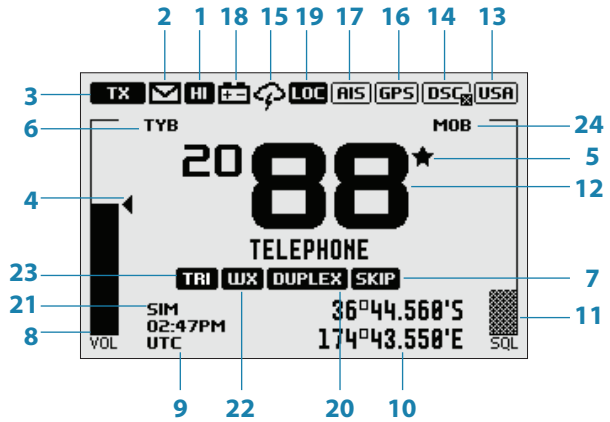 2 1 18 15 19 17 16 14 13
3 TX HI LOC AIS GPS DSC USA
6 TYB MOB 24
20 88 5
4 12
TELEPHONE
23 TRI WX DUPLEX SKIP 7
21 SIM 36°44.560'S 11
8 02:47PM
VOL UTC 174°43.550'E SQL
9 22 20 10